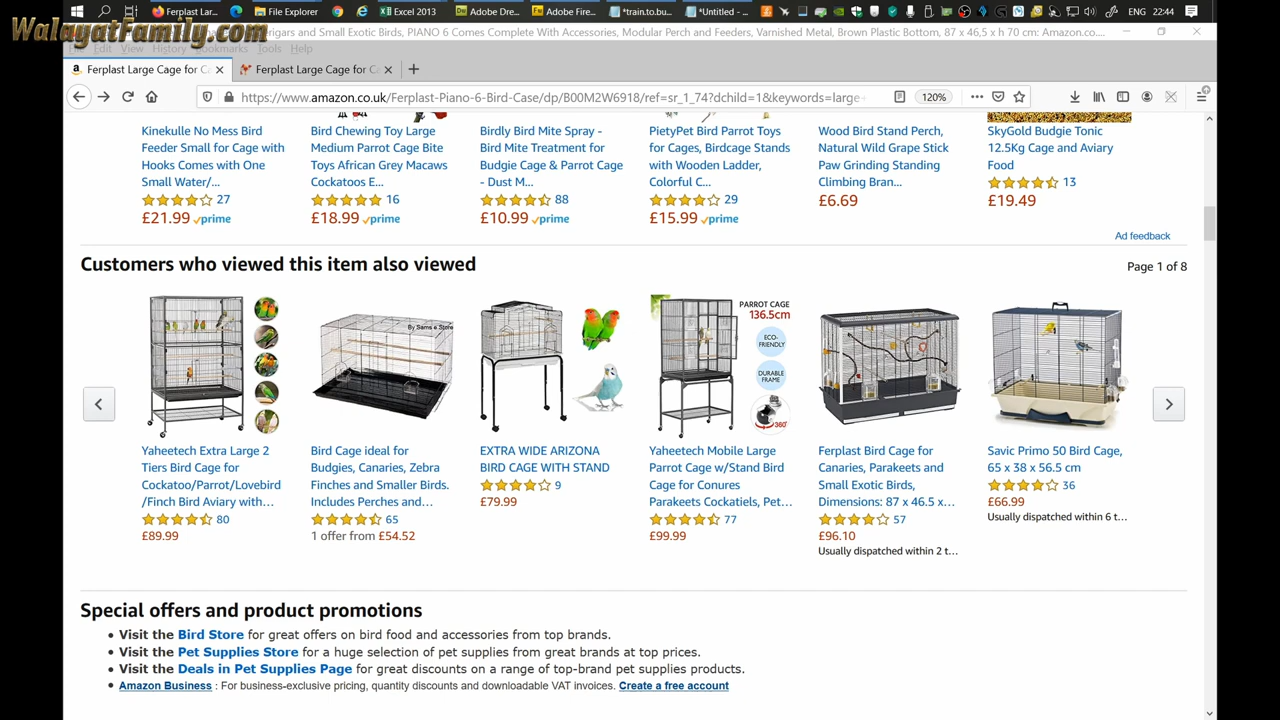 WalayatFamily.com
Ferplast Lar...
File Explorer
Excel 2013
Adobe Dre...
Adobe Fire...
*train.to.bu...
*Untitled - ...
ENG
22:44
erigars and Small Exotic Birds, PIANO 6 Comes Complete With Accessories, Modular Perch and Feeders, Varnished Metal, Brown Plastic Bottom, 87 x 46,5 x h 70 cm: Amazon.co....
File Edit View History Bookmarks Tools Help
Ferplast Large Cage for Ca
Ferplast Large Cage for C
https://www.amazon.co.uk/Ferplast-Piano-6-Bird-Case/dp/B00M2W6918/ref=sr_1_74?dchild=1&keywords=large-
120%
Kinekulle No Mess Bird
Feeder Small for Cage with
Hooks Comes with One
Small Water/...
27
£21.99 prime
Bird Chewing Toy Large
Medium Parrot Cage Bite
Toys African Grey Macaws
Cockatoos E...
16
£18.99 prime
Birdly Bird Mite Spray -
Bird Mite Treatment for
Budgie Cage & Parrot Cage
- Dust M...
88
£10.99 prime
PietyPet Bird Parrot Toys
for Cages, Birdcage Stands
with Wooden Ladder,
Colorful C...
29
£15.99 prime
Wood Bird Stand Perch,
Natural Wild Grape Stick
Paw Grinding Standing
Climbing Bran...
£6.69
SkyGold Budgie Tonic
12.5Kg Cage and Aviary
Food
13
£19.49
Ad feedback
Customers who viewed this item also viewed
Page 1 of 8
By Sams e Store
PARROT CAGE
136.5cm
ECO-
FRIENDLY
DURABLE
FRAME
360°
Yaheetech Extra Large 2
Tiers Bird Cage for
Cockatoo/Parrot/Lovebird
/Finch Bird Aviary with...
80
£89.99
Bird Cage ideal for
Budgies, Canaries, Zebra
Finches and Smaller Birds.
Includes Perches and...
65
1 offer from £54.52
EXTRA WIDE ARIZONA
BIRD CAGE WITH STAND
9
£79.99
Yaheetech Mobile Large
Parrot Cage w/Stand Bird
Cage for Conures
Parakeets Cockatiels, Pet...
77
£99.99
Ferplast Bird Cage for
Canaries, Parakeets and
Small Exotic Birds,
Dimensions: 87 x 46.5 x...
57
£96.10
Usually dispatched within 2 t...
Savic Primo 50 Bird Cage,
65 x 38 x 56.5 cm
36
£66.99
Usually dispatched within 6 t...
Special offers and product promotions
Visit the Bird Store for great offers on bird food and accessories from top brands.
Visit the Pet Supplies Store for a huge selection of pet supplies from great brands at top prices.
Visit the Deals in Pet Supplies Page for great discounts on a range of top-brand pet supplies products.
Amazon Business : For business-exclusive pricing, quantity discounts and downloadable VAT invoices. Create a free account